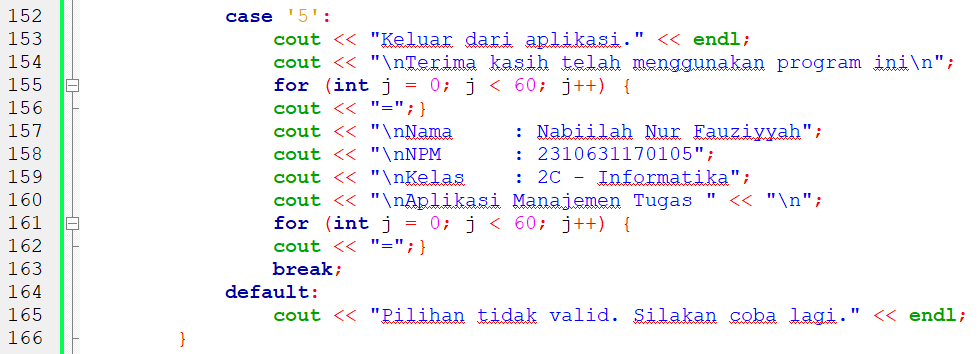 152             case '5':
153                 cout << "Keluar dari aplikasi." << endl;
154                 cout << "\nTerima kasih telah menggunakan program ini\n";
155                 for (int j = 0; j < 60; j++) {
156                 cout << "=";}
157                 cout << "\nNama     : Nabiilah Nur Fauziyyah";
158                 cout << "\nNPM      : 2310631170105";
159                 cout << "\nKelas    : 2C - Informatika";
160                 cout << "\nAplikasi Manajemen Tugas " << "\n";
161                 for (int j = 0; j < 60; j++) {
162                 cout << "=";}
163                 break;
164             default:
165                 cout << "Pilihan tidak valid. Silakan coba lagi." << endl;
166         }